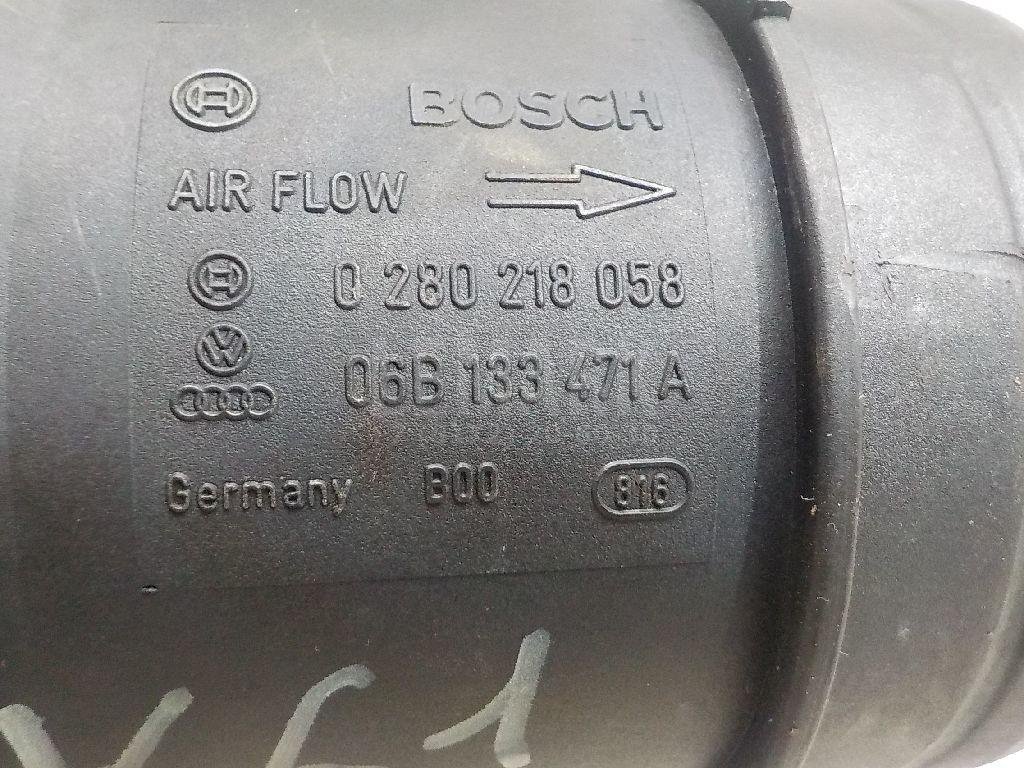 BOSCH
AIR FLOW
0 280 218 058
06B 133 471 A
Germany B00 816